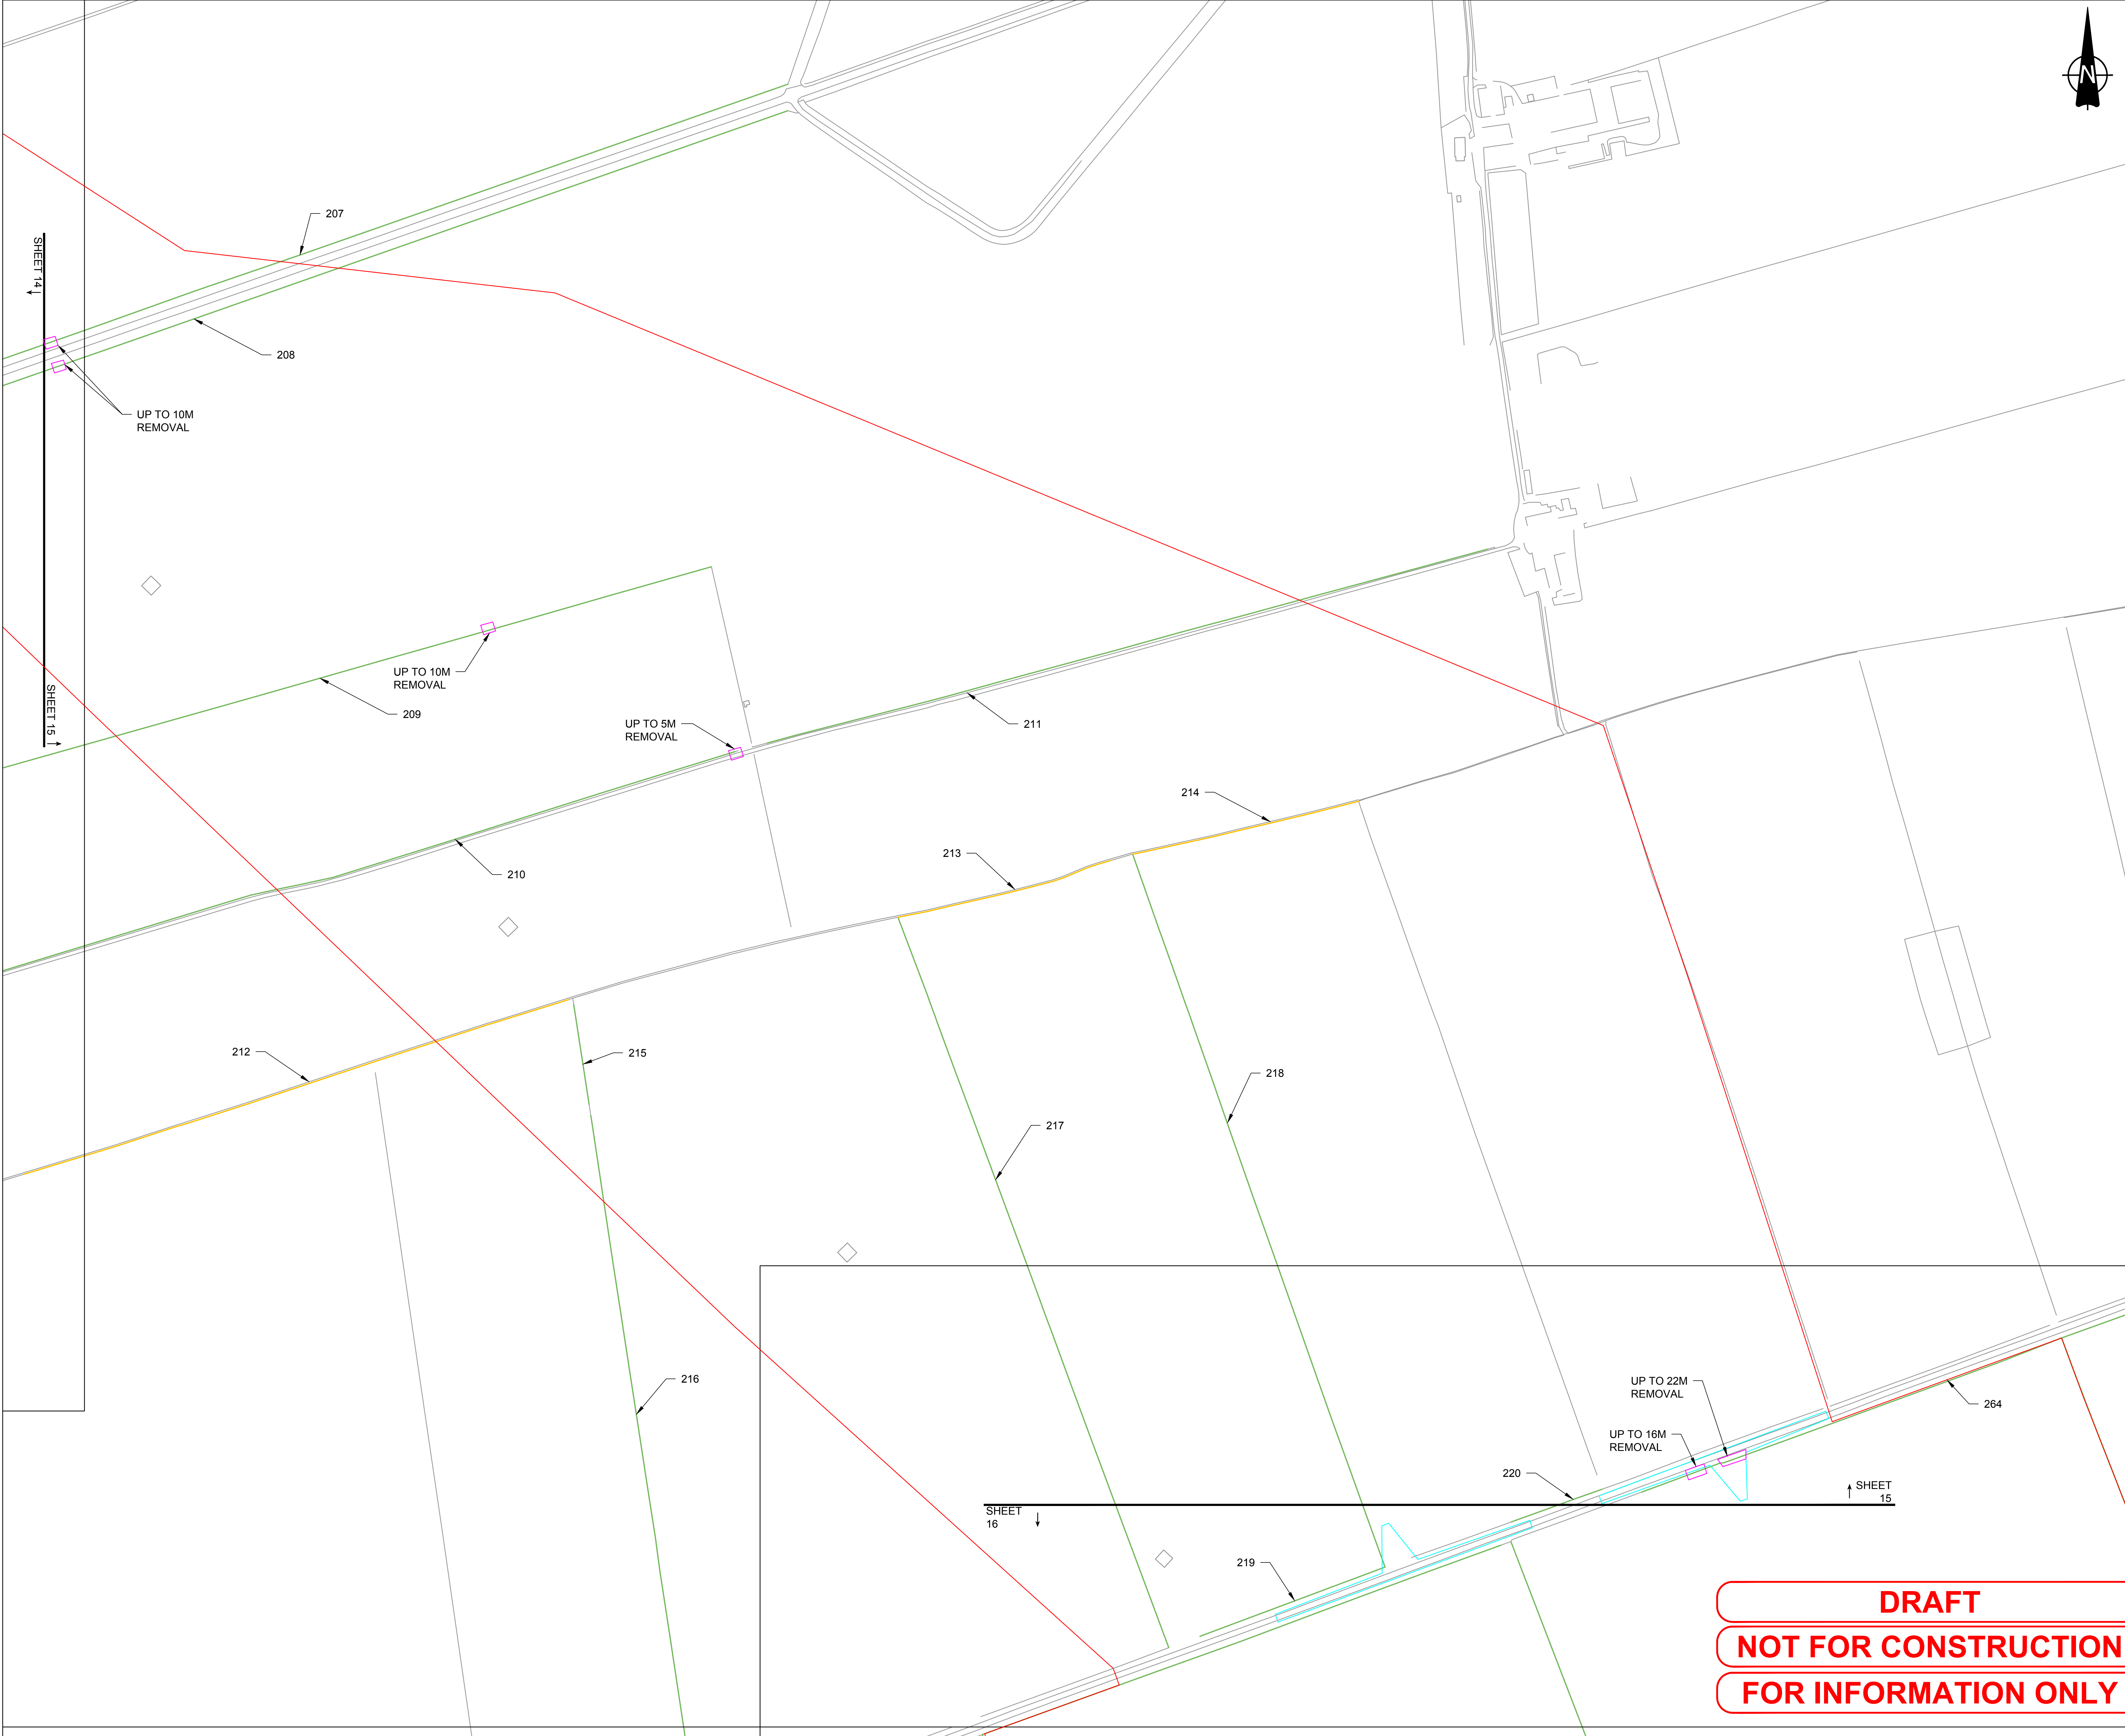 N
207
SHEET 14
208
UP TO 10M
REMOVAL
UP TO 10M
REMOVAL
SHEET 15
209
UP TO 5M
REMOVAL
211
214
213
210
212
215
218
217
216
UP TO 22M
REMOVAL
264
UP TO 16M
REMOVAL
220
SHEET
15
SHEET
16
219
DRAFT
NOT FOR CONSTRUCTION
FOR INFORMATION ONLY